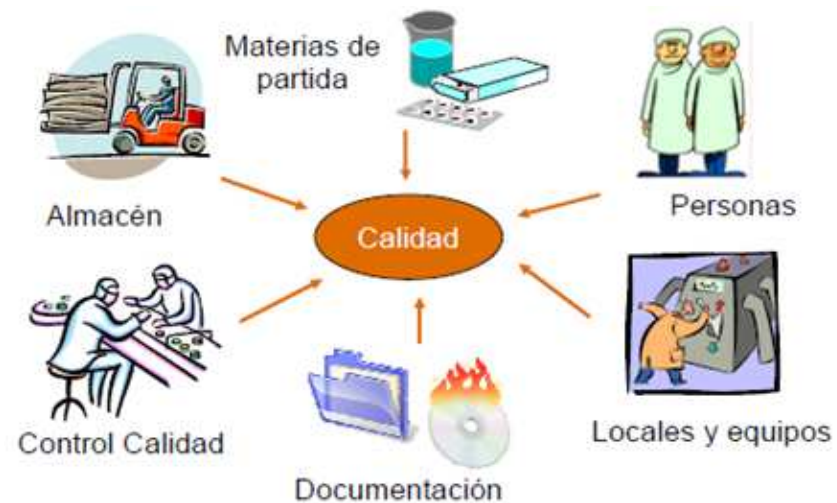 Materias de
partida
Almacén
Personas
Calidad
Control Calidad
Locales y equipos
Documentación